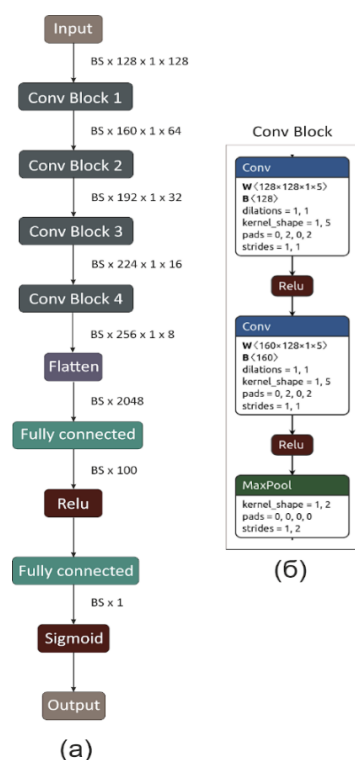 Input
BS x 128 x 1 x 128
Conv Block 1
BS x 160 x 1 x 64
Conv Block 2
BS x 192 x 1 x 32
Conv Block 3
BS x 224 x 1 x 16
Conv Block 4
BS x 256 x 1 x 8
Flatten
BS x 2048
Fully connected
BS x 100
Relu
Fully connected
BS x 1
Sigmoid
Output
(а)
Conv Block
Conv
W ⟨128×128×1×5⟩
B ⟨128⟩
dilations = 1, 1
kernel_shape = 1, 5
pads = 0, 2, 0, 2
strides = 1, 1
Relu
Conv
W ⟨160×128×1×5⟩
B ⟨160⟩
dilations = 1, 1
kernel_shape = 1, 5
pads = 0, 2, 0, 2
strides = 1, 1
Relu
MaxPool
kernel_shape = 1, 2
pads = 0, 0, 0, 0
strides = 1, 2
(б)